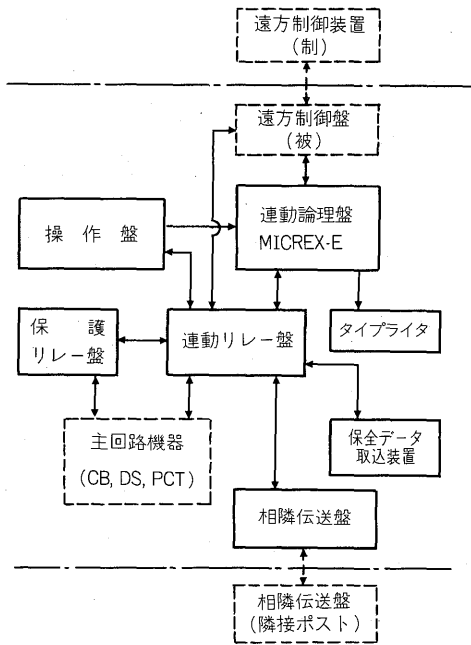 遠方制御装置
(制)
遠方制御盤
(被)
連動論理盤
MICREX-E
操作盤
保護
リレー盤
連動リレー盤
タイプライタ
主回路機器
(CB, DS, PCT)
保全データ
取込装置
相隣伝送盤
相隣伝送盤
(隣接ポスト)